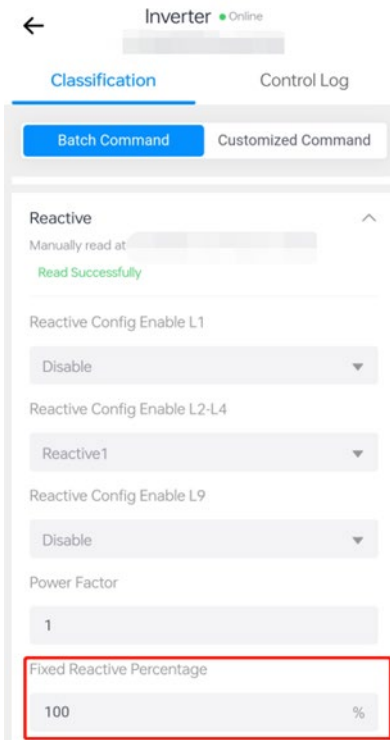 Inverter • Online
Classification Control Log
Batch Command Customized Command
Reactive
Manually read at
Read Successfully
Reactive Config Enable L1
Disable
Reactive Config Enable L2-L4
Reactive1
Reactive Config Enable L9
Disable
Power Factor
1
Fixed Reactive Percentage
100 %